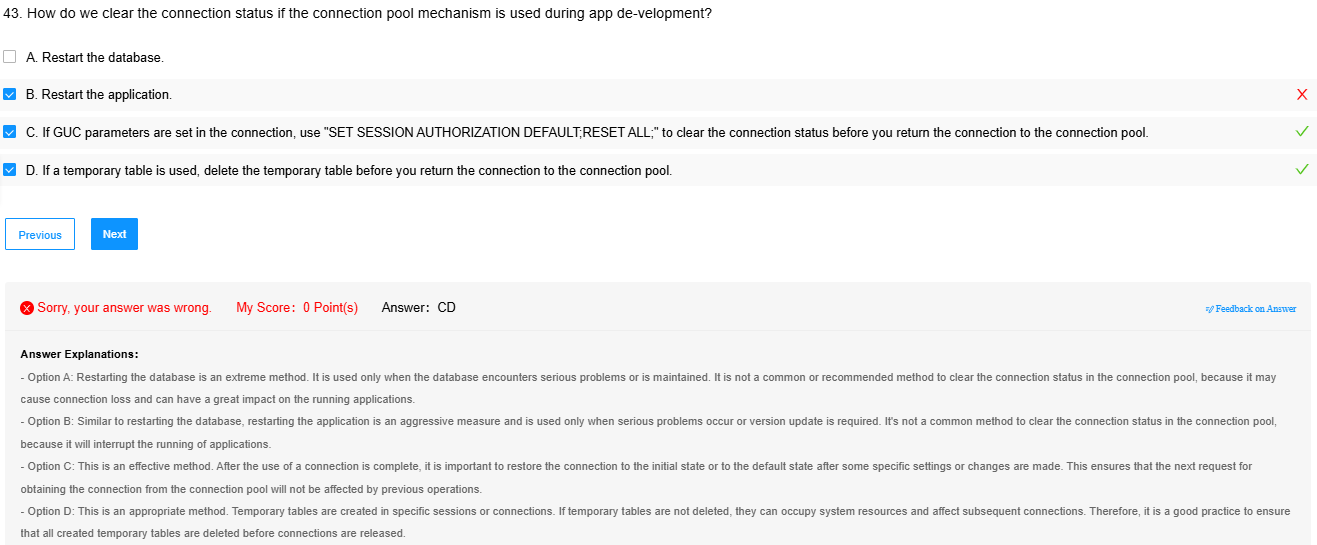 43. How do we clear the connection status if the connection pool mechanism is used during app de-velopment?
A. Restart the database.
B. Restart the application.
C. If GUC parameters are set in the connection, use "SET SESSION AUTHORIZATION DEFAULT;RESET ALL;" to clear the connection status before you return the connection to the connection pool.
D. If a temporary table is used, delete the temporary table before you return the connection to the connection pool.
Previous Next
Sorry, your answer was wrong. My Score: 0 Point(s) Answer: CD Feedback on Answer
Answer Explanations:
- Option A: Restarting the database is an extreme method. It is used only when the database encounters serious problems or is maintained. It is not a common or recommended method to clear the connection status in the connection pool, because it may
cause connection loss and can have a great impact on the running applications.
- Option B: Similar to restarting the database, restarting the application is an aggressive measure and is used only when serious problems occur or version update is required. It's not a common method to clear the connection status in the connection pool,
because it will interrupt the running of applications.
- Option C: This is an effective method. After the use of a connection is complete, it is important to restore the connection to the initial state or to the default state after some specific settings or changes are made. This ensures that the next request for
obtaining the connection from the connection pool will not be affected by previous operations.
- Option D: This is an appropriate method. Temporary tables are created in specific sessions or connections. If temporary tables are not deleted, they can occupy system resources and affect subsequent connections. Therefore, it is a good practice to ensure
that all created temporary tables are deleted before connections are released.